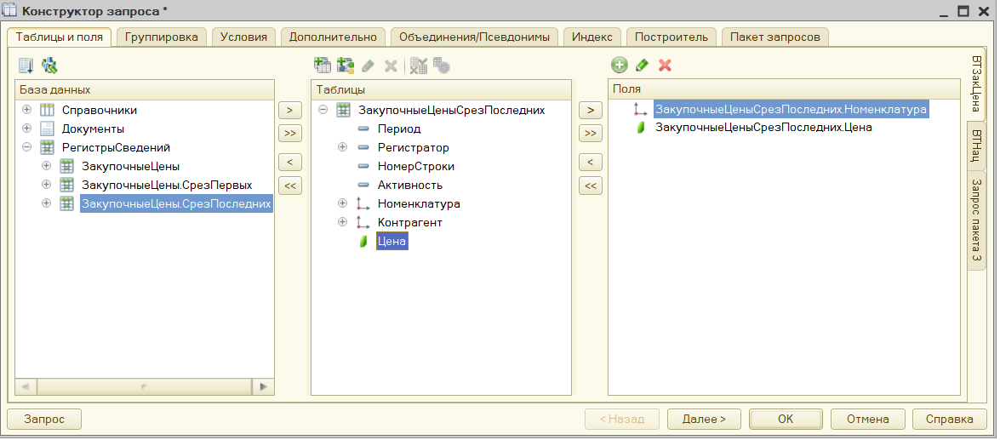 Конструктор запроса *
Таблицы и поля
Группировка
Условия
Дополнительно
Объединения/Псевдонимы
Индекс
Построитель
Пакет запросов
База данных
Справочники
Документы
РегистрыСведений
ЗакупочныеЦены
ЗакупочныеЦены.СрезПервых
ЗакупочныеЦены.СрезПоследних
>
>>
<
<<
Таблицы
ЗакупочныеЦеныСрезПоследних
Период
Регистратор
НомерСтроки
Активность
Номенклатура
Контрагент
Цена
>
>>
<
<<
Поля
ЗакупочныеЦеныСрезПоследних.Номенклатура
ЗакупочныеЦеныСрезПоследних.Цена
ВТЗакЦена
ВТНац
Запрос пакета 3
Запрос
< Назад
Далее >
OK
Отмена
Справка